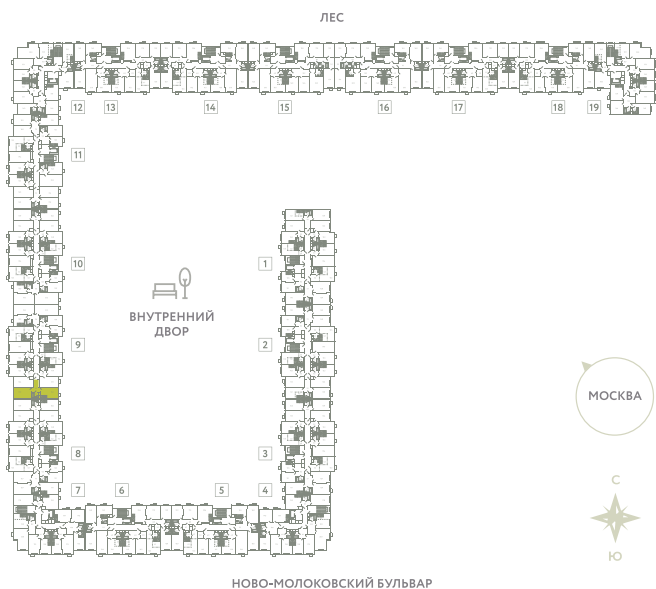 ЛЕС
12 13 14 15 16 17 18 19
11
10 1
ВНУТРЕННИЙ
ДВОР
9 2
МОСКВА
8 3
7 6 5 4
С
Ю
НОВО-МОЛОКОВСКИЙ БУЛЬВАР